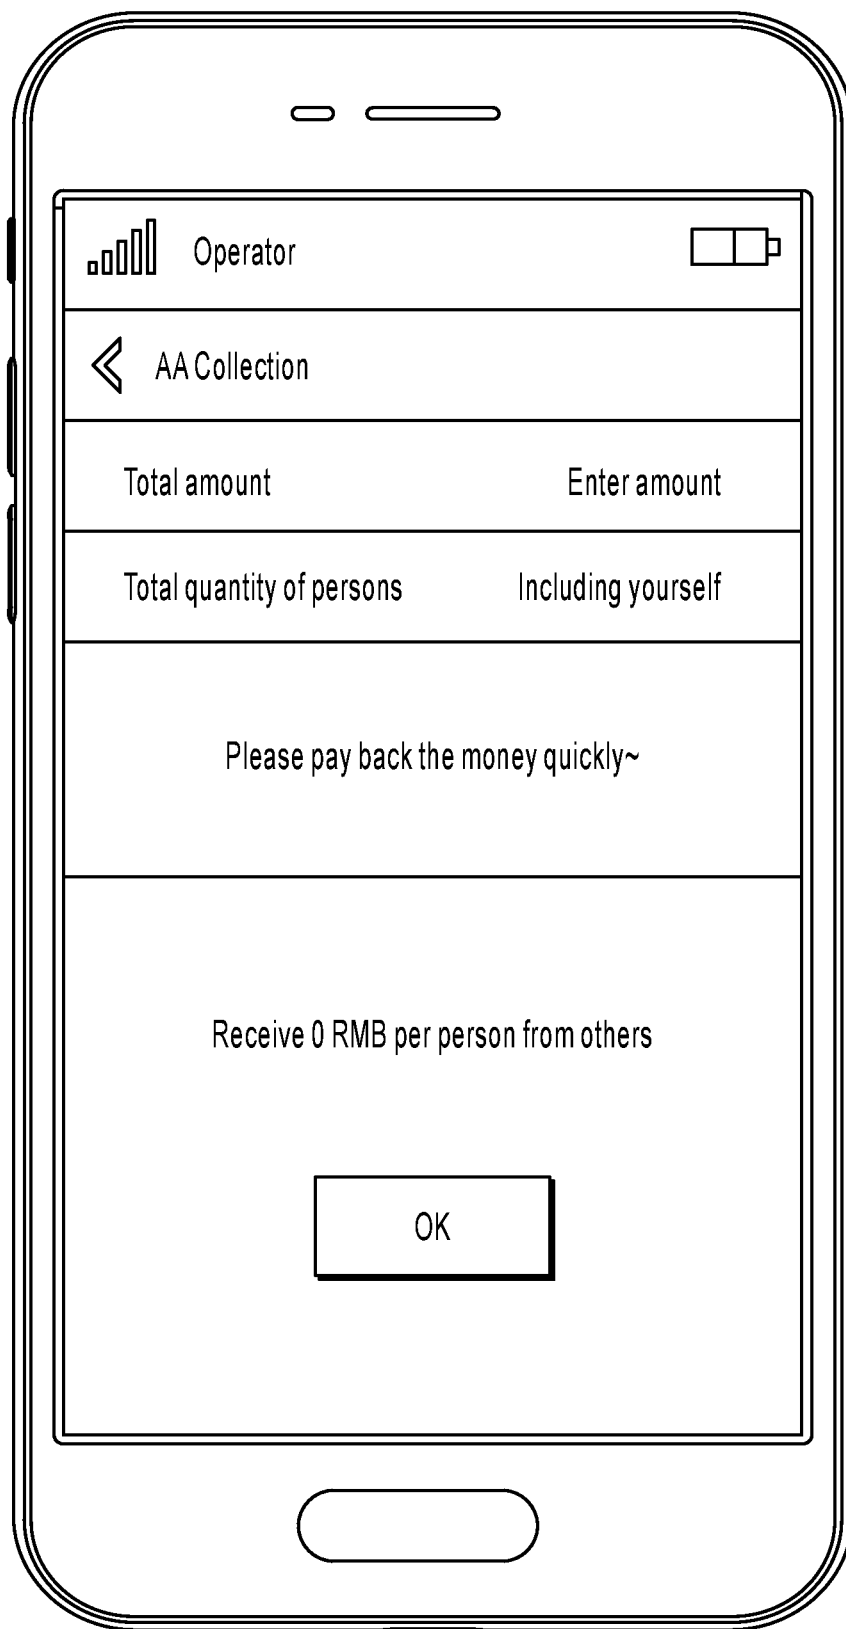 Operator
AA Collection
Total amount Enter amount
Total quantity of persons Including yourself
Please pay back the money quickly~
Receive 0 RMB per person from others
OK